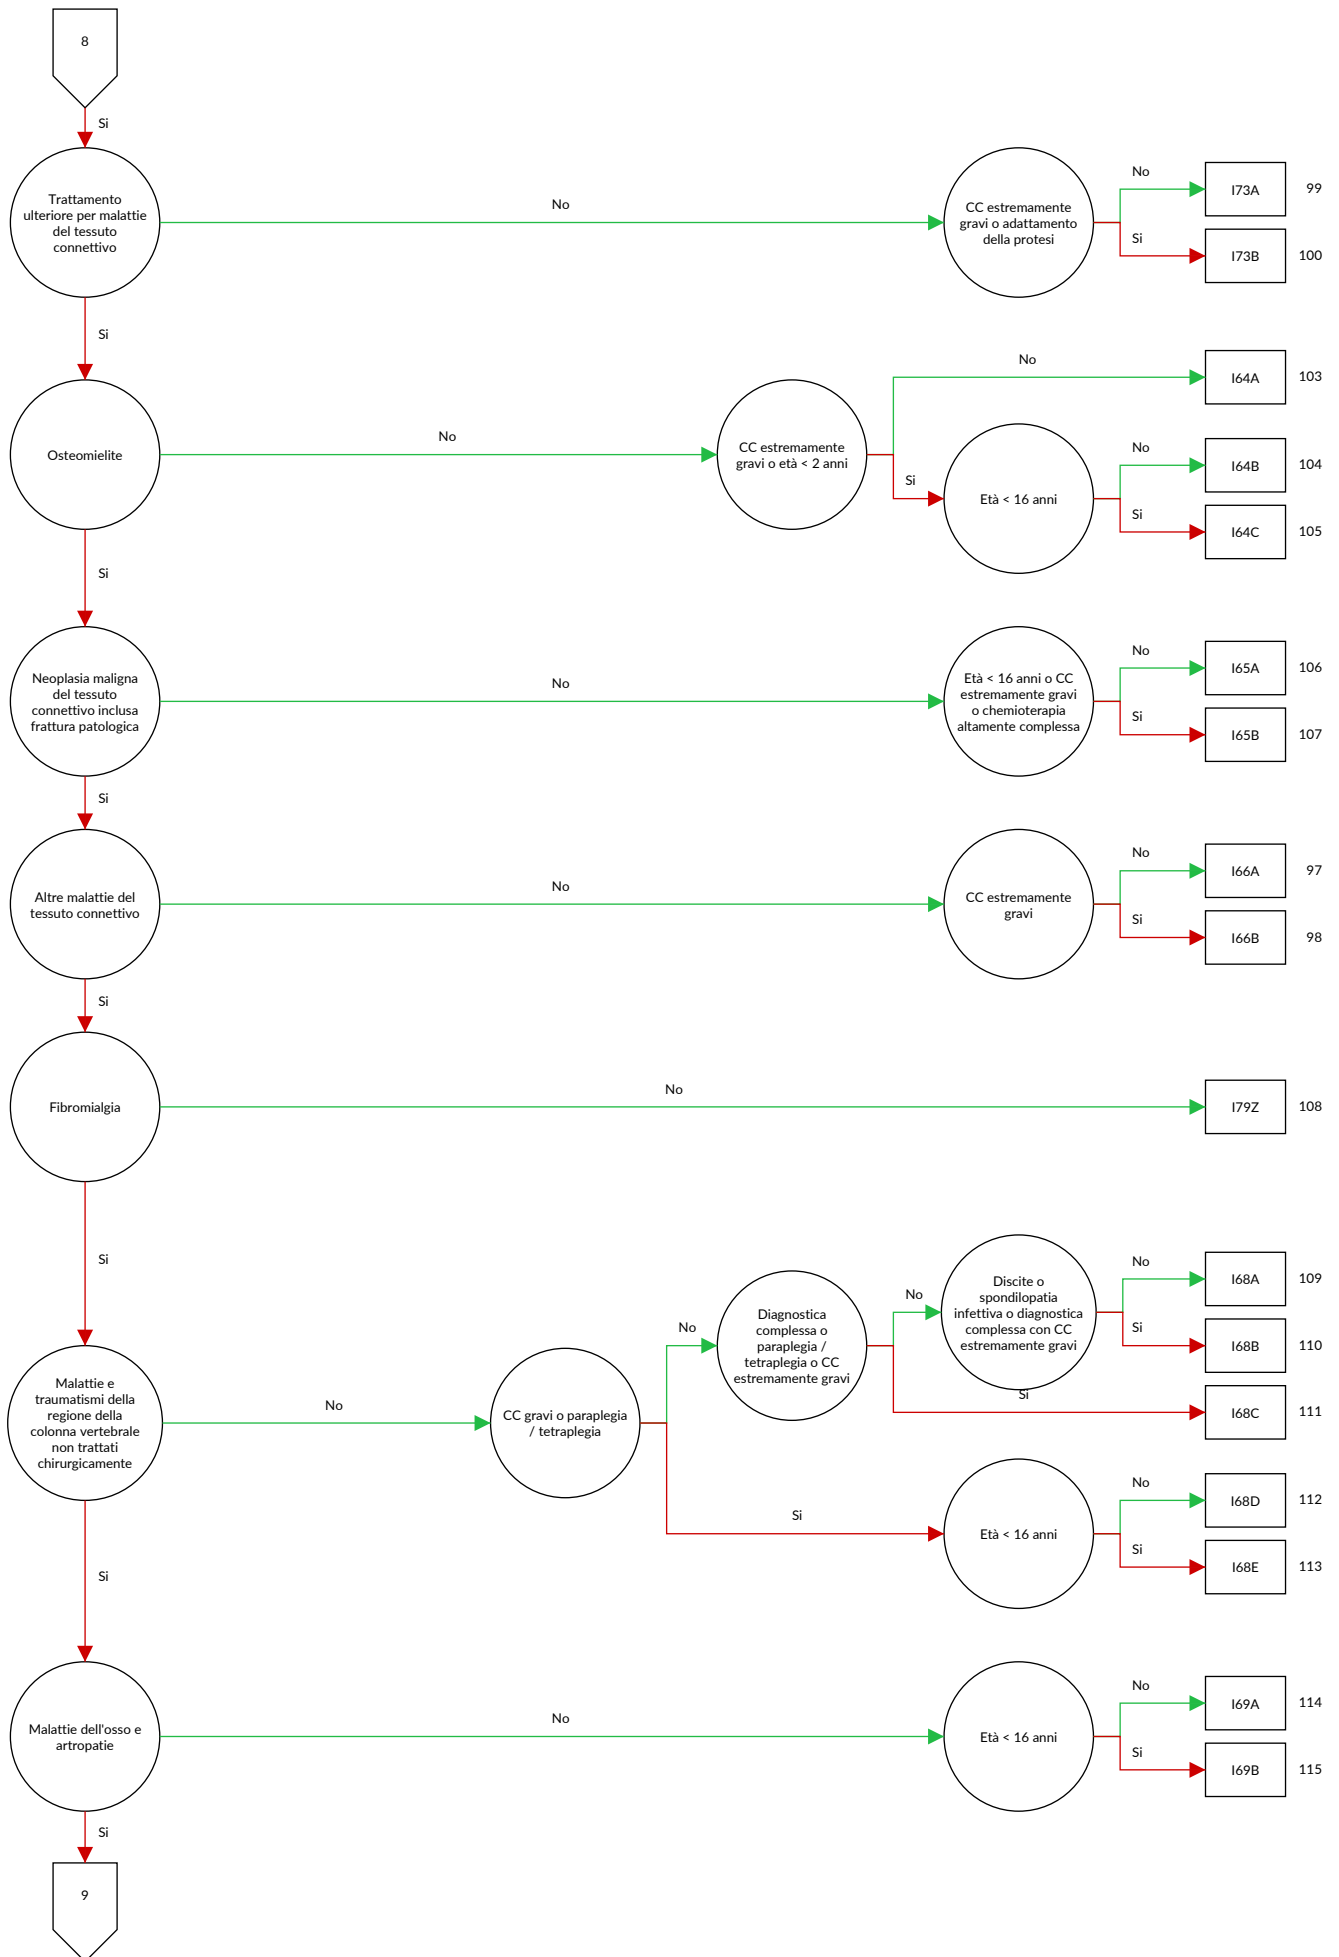 8
Si
Trattamento
ulteriore per malattie
del tessuto
connettivo
No
CC estremamente
gravi o adattamento
della protesi
No
I73A
99
Si
I73B
100
Si
Osteomielite
No
CC estremamente
gravi o età < 2 anni
No
I64A
103
Si
Età < 16 anni
No
I64B
104
Si
I64C
105
Si
Neoplasia maligna
del tessuto
connettivo inclusa
frattura patologica
No
Età < 16 anni o CC
estremamente gravi
o chemioterapia
altamente complessa
No
I65A
106
Si
I65B
107
Si
Altre malattie del
tessuto connettivo
No
CC estremamente
gravi
No
I66A
97
Si
I66B
98
Si
Fibromialgia
No
I79Z
108
Si
Malattie e
traumatismi della
regione della
colonna vertebrale
non trattati
chirurgicamente
No
CC gravi o paraplegia
/ tetraplegia
No
Diagnostica
complessa o
paraplegia /
tetraplegia o CC
estremamente gravi
No
Discite o
spondilopatia
infettiva o diagnostica
complessa con CC
estremamente gravi
No
I68A
109
Si
I68B
110
Si
I68C
111
Si
Età < 16 anni
No
I68D
112
Si
I68E
113
Si
Malattie dell'osso e
artropatie
No
Età < 16 anni
No
I69A
114
Si
I69B
115
Si
9